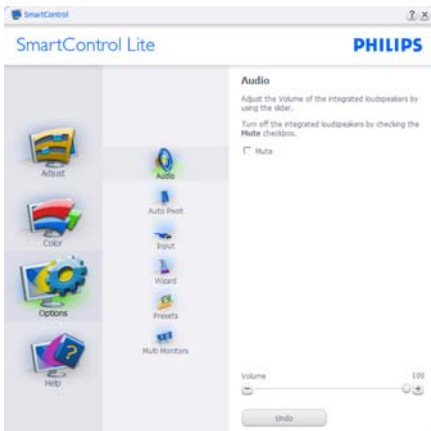 SmartControl
SmartControl Lite
PHILIPS
Adjust
Color
Options
Help
Audio
Auto Pivot
Input
Wizard
Presets
Multi Monitors
Audio
Adjust the Volume of the integrated loudspeakers by
using the slider.
Turn off the integrated loudspeakers by checking the
Mute checkbox.
Mute
Volume
100
Undo